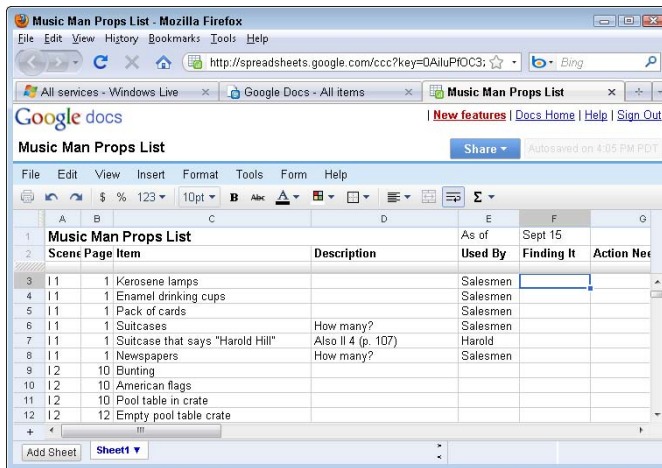 Music Man Props List - Mozilla Firefox
File Edit View History Bookmarks Tools Help
http://spreadsheets.google.com/ccc?key=0AiluPfOC3; Bing
All services - Windows Live Google Docs - All items Music Man Props List
Google docs | New features | Docs Home | Help | Sign Out
Music Man Props List Share Autosaved on 4:05 PM PDT
File Edit View Insert Format Tools Form Help
$ % 123 10pt B Abc A Σ
A B C D E F G
1 Music Man Props List As of Sept 15
2 Scene Page Item Description Used By Finding It Action Nee
3 I 1 1 Kerosene lamps Salesmen
4 I 1 1 Enamel drinking cups Salesmen
5 I 1 1 Pack of cards Salesmen
6 I 1 1 Suitcases How many? Salesmen
7 I 1 1 Suitcase that says "Harold Hill" Also II 4 (p. 107) Harold
8 I 1 1 Newspapers How many? Salesmen
9 I 2 10 Bunting
10 I 2 10 American flags
11 I 2 10 Pool table in crate
12 I 2 12 Empty pool table crate
Add Sheet Sheet1